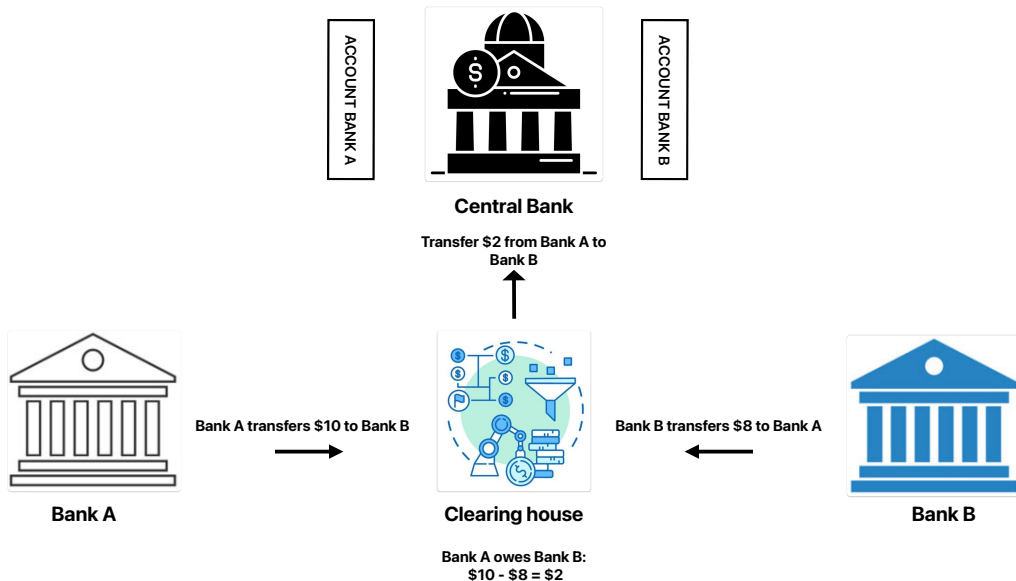 ACCOUNT BANK A
ACCOUNT BANK B
Central Bank
Transfer $2 from Bank A to
Bank B
Bank A transfers $10 to Bank B
Bank B transfers $8 to Bank A
Bank A
Clearing house
Bank B
Bank A owes Bank B:
$10 - $8 = $2